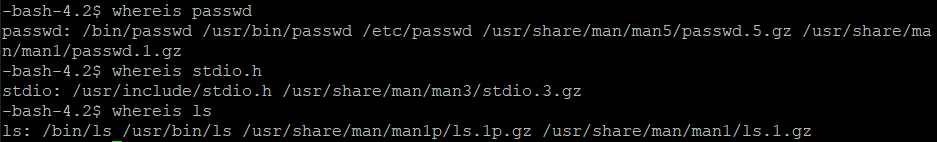 -bash-4.2$ whereis passwd
passwd: /bin/passwd /usr/bin/passwd /etc/passwd /usr/share/man/man5/passwd.5.gz /usr/share/ma
n/man1/passwd.1.gz
-bash-4.2$ whereis stdio.h
stdio: /usr/include/stdio.h /usr/share/man/man3/stdio.3.gz
-bash-4.2$ whereis ls
ls: /bin/ls /usr/bin/ls /usr/share/man/man1p/ls.1p.gz /usr/share/man/man1/ls.1.gz